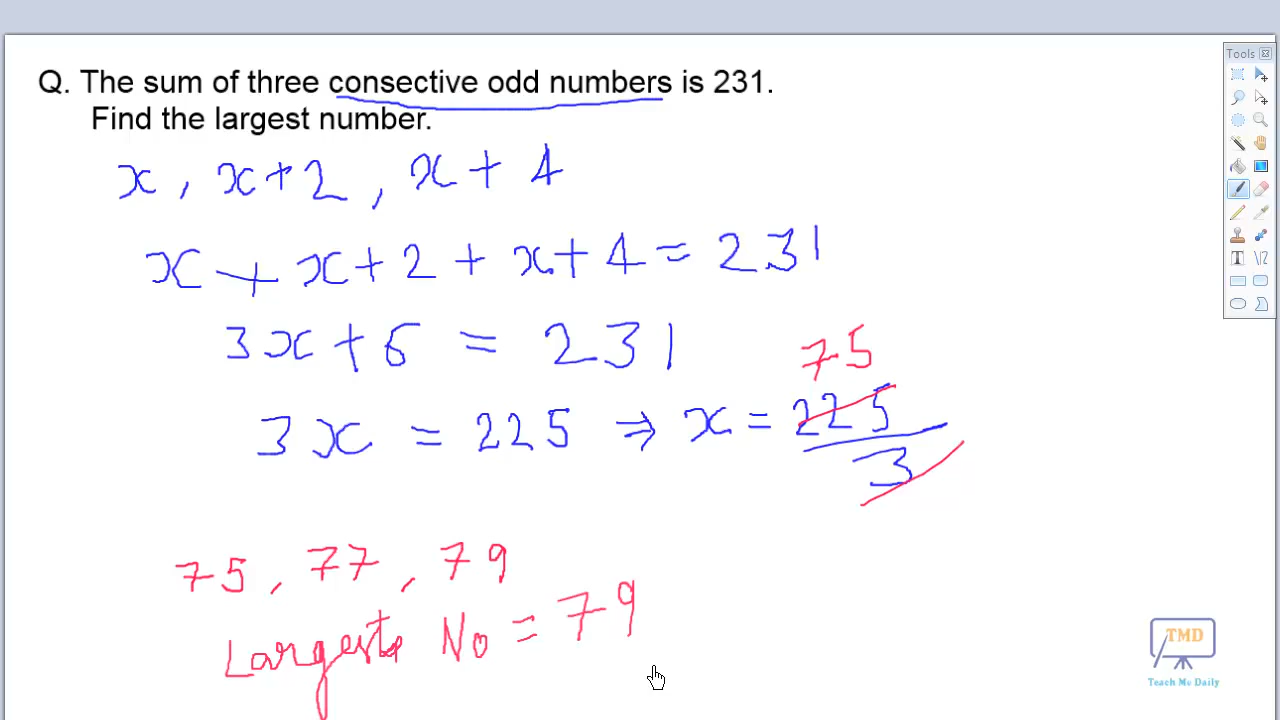 Tools
Q. The sum of three consective odd numbers is 231.
Find the largest number.
x, x+2, x+4
x + x+2 + x+4 = 231
3x+6 = 231
75
3x = 225 ⇒ x = 225/3
75, 77, 79
Largest No = 79
TMD
Teach Me Daily